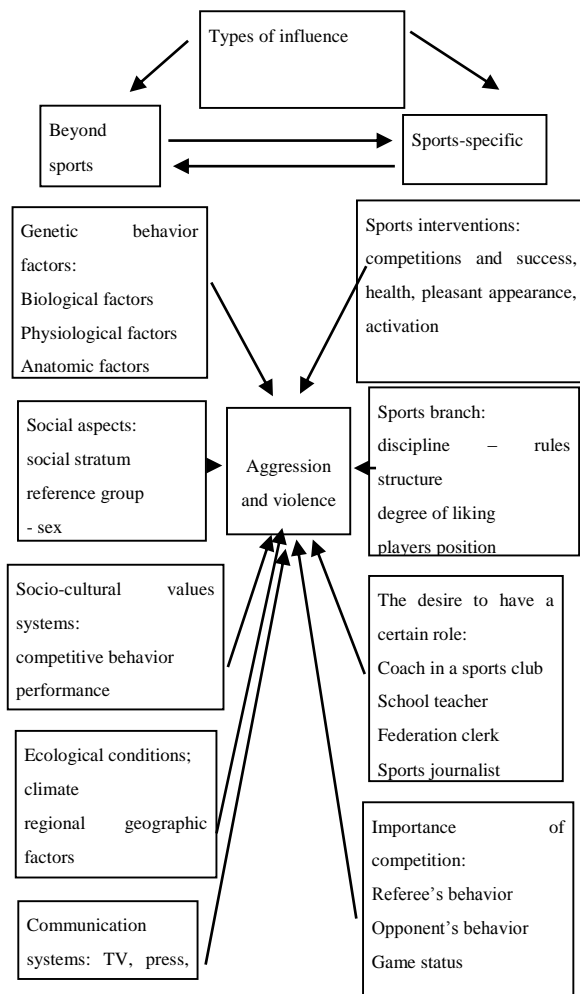 Types of influence
Beyond
sports
Sports-specific
Genetic behavior
factors:
Biological factors
Physiological factors
Anatomic factors
Sports interventions:
competitions and success,
health, pleasant appearance,
activation
Social aspects:
social stratum
reference group
- sex
Aggression
and violence
Sports branch:
discipline – rules
structure
degree of liking
players position
Socio-cultural values
systems:
competitive behavior
performance
The desire to have a
certain role:
Coach in a sports club
School teacher
Federation clerk
Sports journalist
Ecological conditions;
climate
regional geographic
factors
Importance of
competition:
Referee's behavior
Opponent's behavior
Game status
Communication
systems: TV, press,